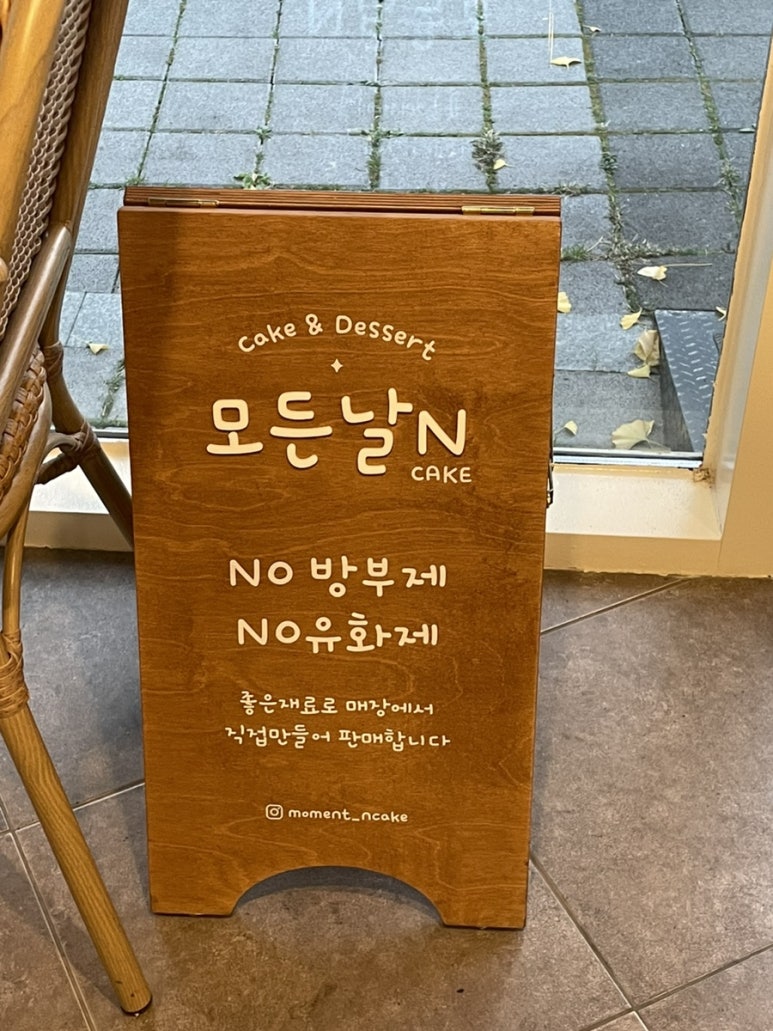 Cake & Dessert
모든날N
CAKE
NO 방부제
NO유화제
좋은재료로 매장에서
직접만들어 판매합니다
moment_ncake